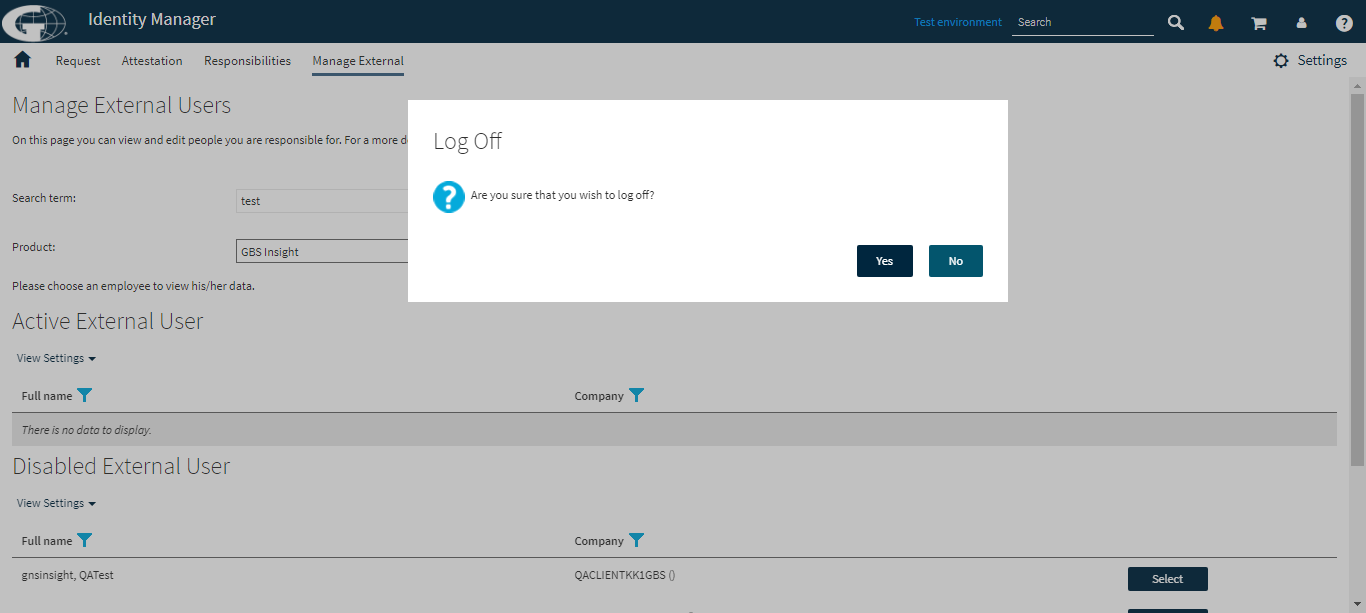 Identity Manager
Test environment
Search
Request
Attestation
Responsibilities
Manage External
Settings
Manage External Users
On this page you can view and edit people you are responsible for. For a more d
Log Off
Are you sure that you wish to log off?
Yes
No
Search term:
test
Product:
GBS Insight
Please choose an employee to view his/her data.
Active External User
View Settings
Full name
Company
There is no data to display.
Disabled External User
View Settings
Full name
Company
gnsinsight, QATest
QACLIENTKK1GBS ()
Select